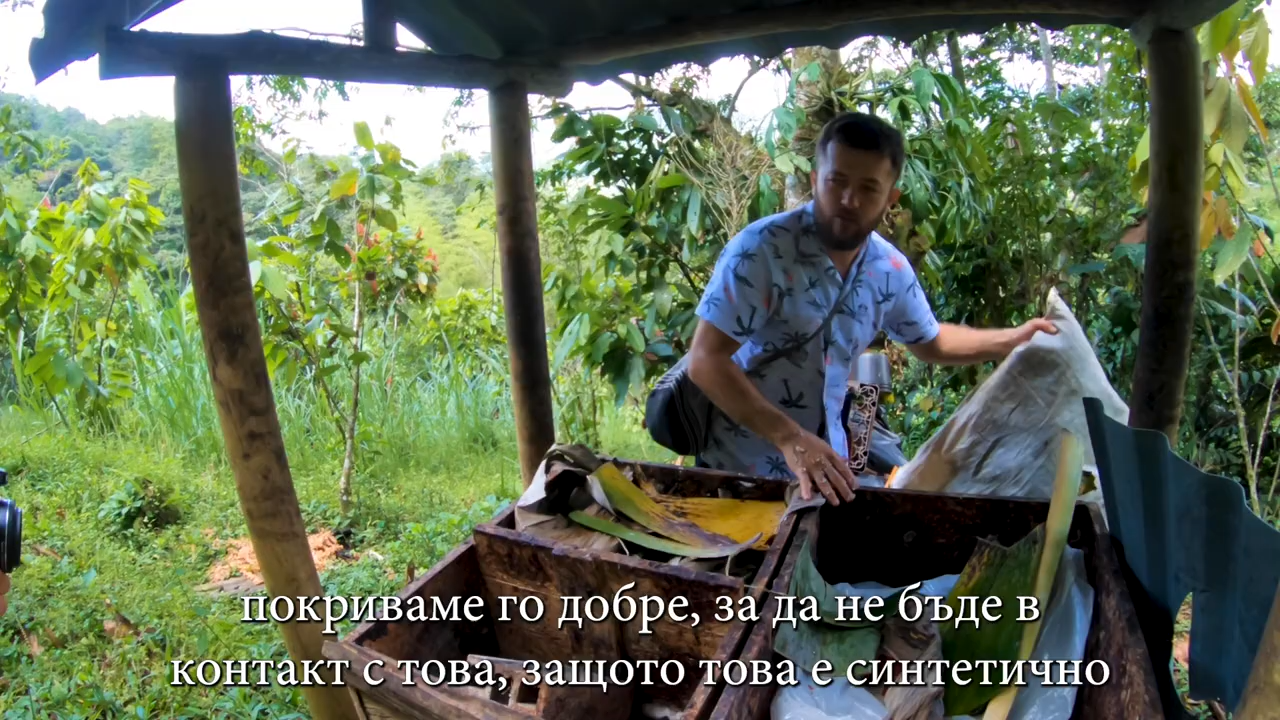 покриваме го добре, за да не бъде в
контакт с това, защото това е синтетично